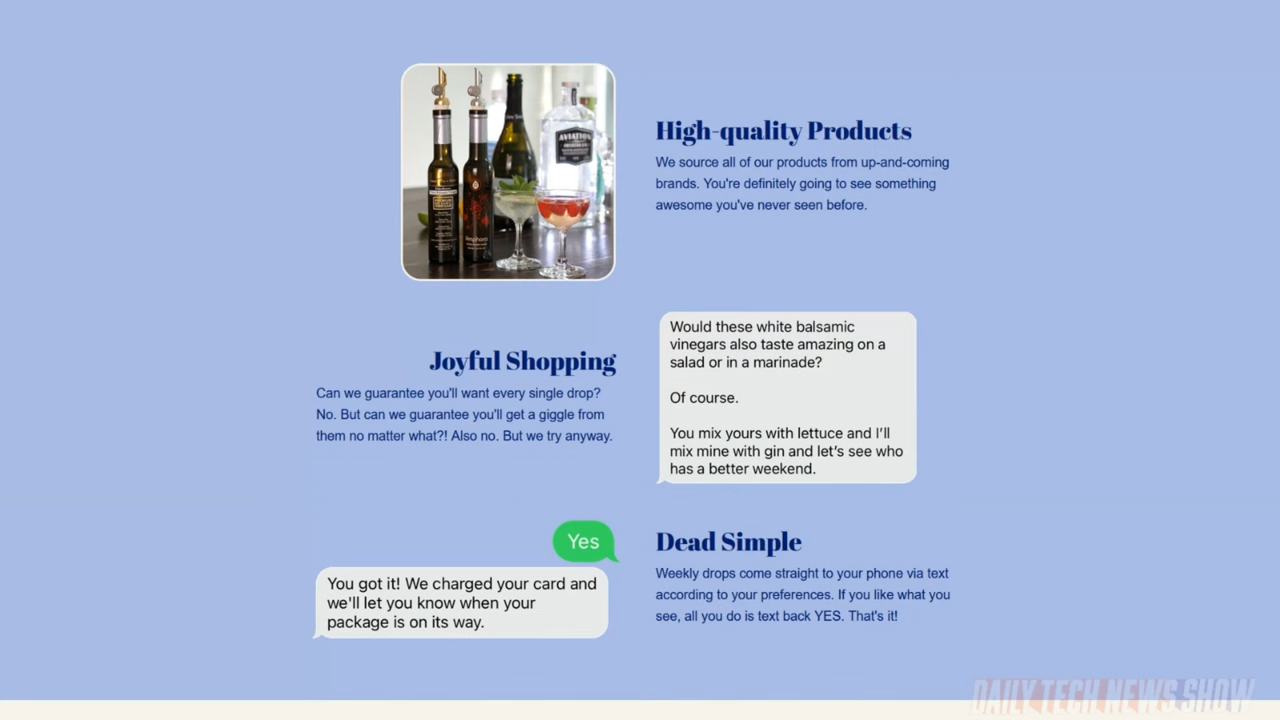 AVIATION
High-quality Products
We source all of our products from up-and-coming
brands. You're definitely going to see something
awesome you've never seen before.
Joyful Shopping
Can we guarantee you'll want every single drop?
No. But can we guarantee you'll get a giggle from
them no matter what?! Also no. But we try anyway.
Would these white balsamic
vinegars also taste amazing on a
salad or in a marinade?
Of course.
You mix yours with lettuce and I'll
mix mine with gin and let's see who
has a better weekend.
Yes
You got it! We charged your card and
we'll let you know when your
package is on its way.
Dead Simple
Weekly drops come straight to your phone via text
according to your preferences. If you like what you
see, all you do is text back YES. That's it!
DAILY TECH NEWS SHOW